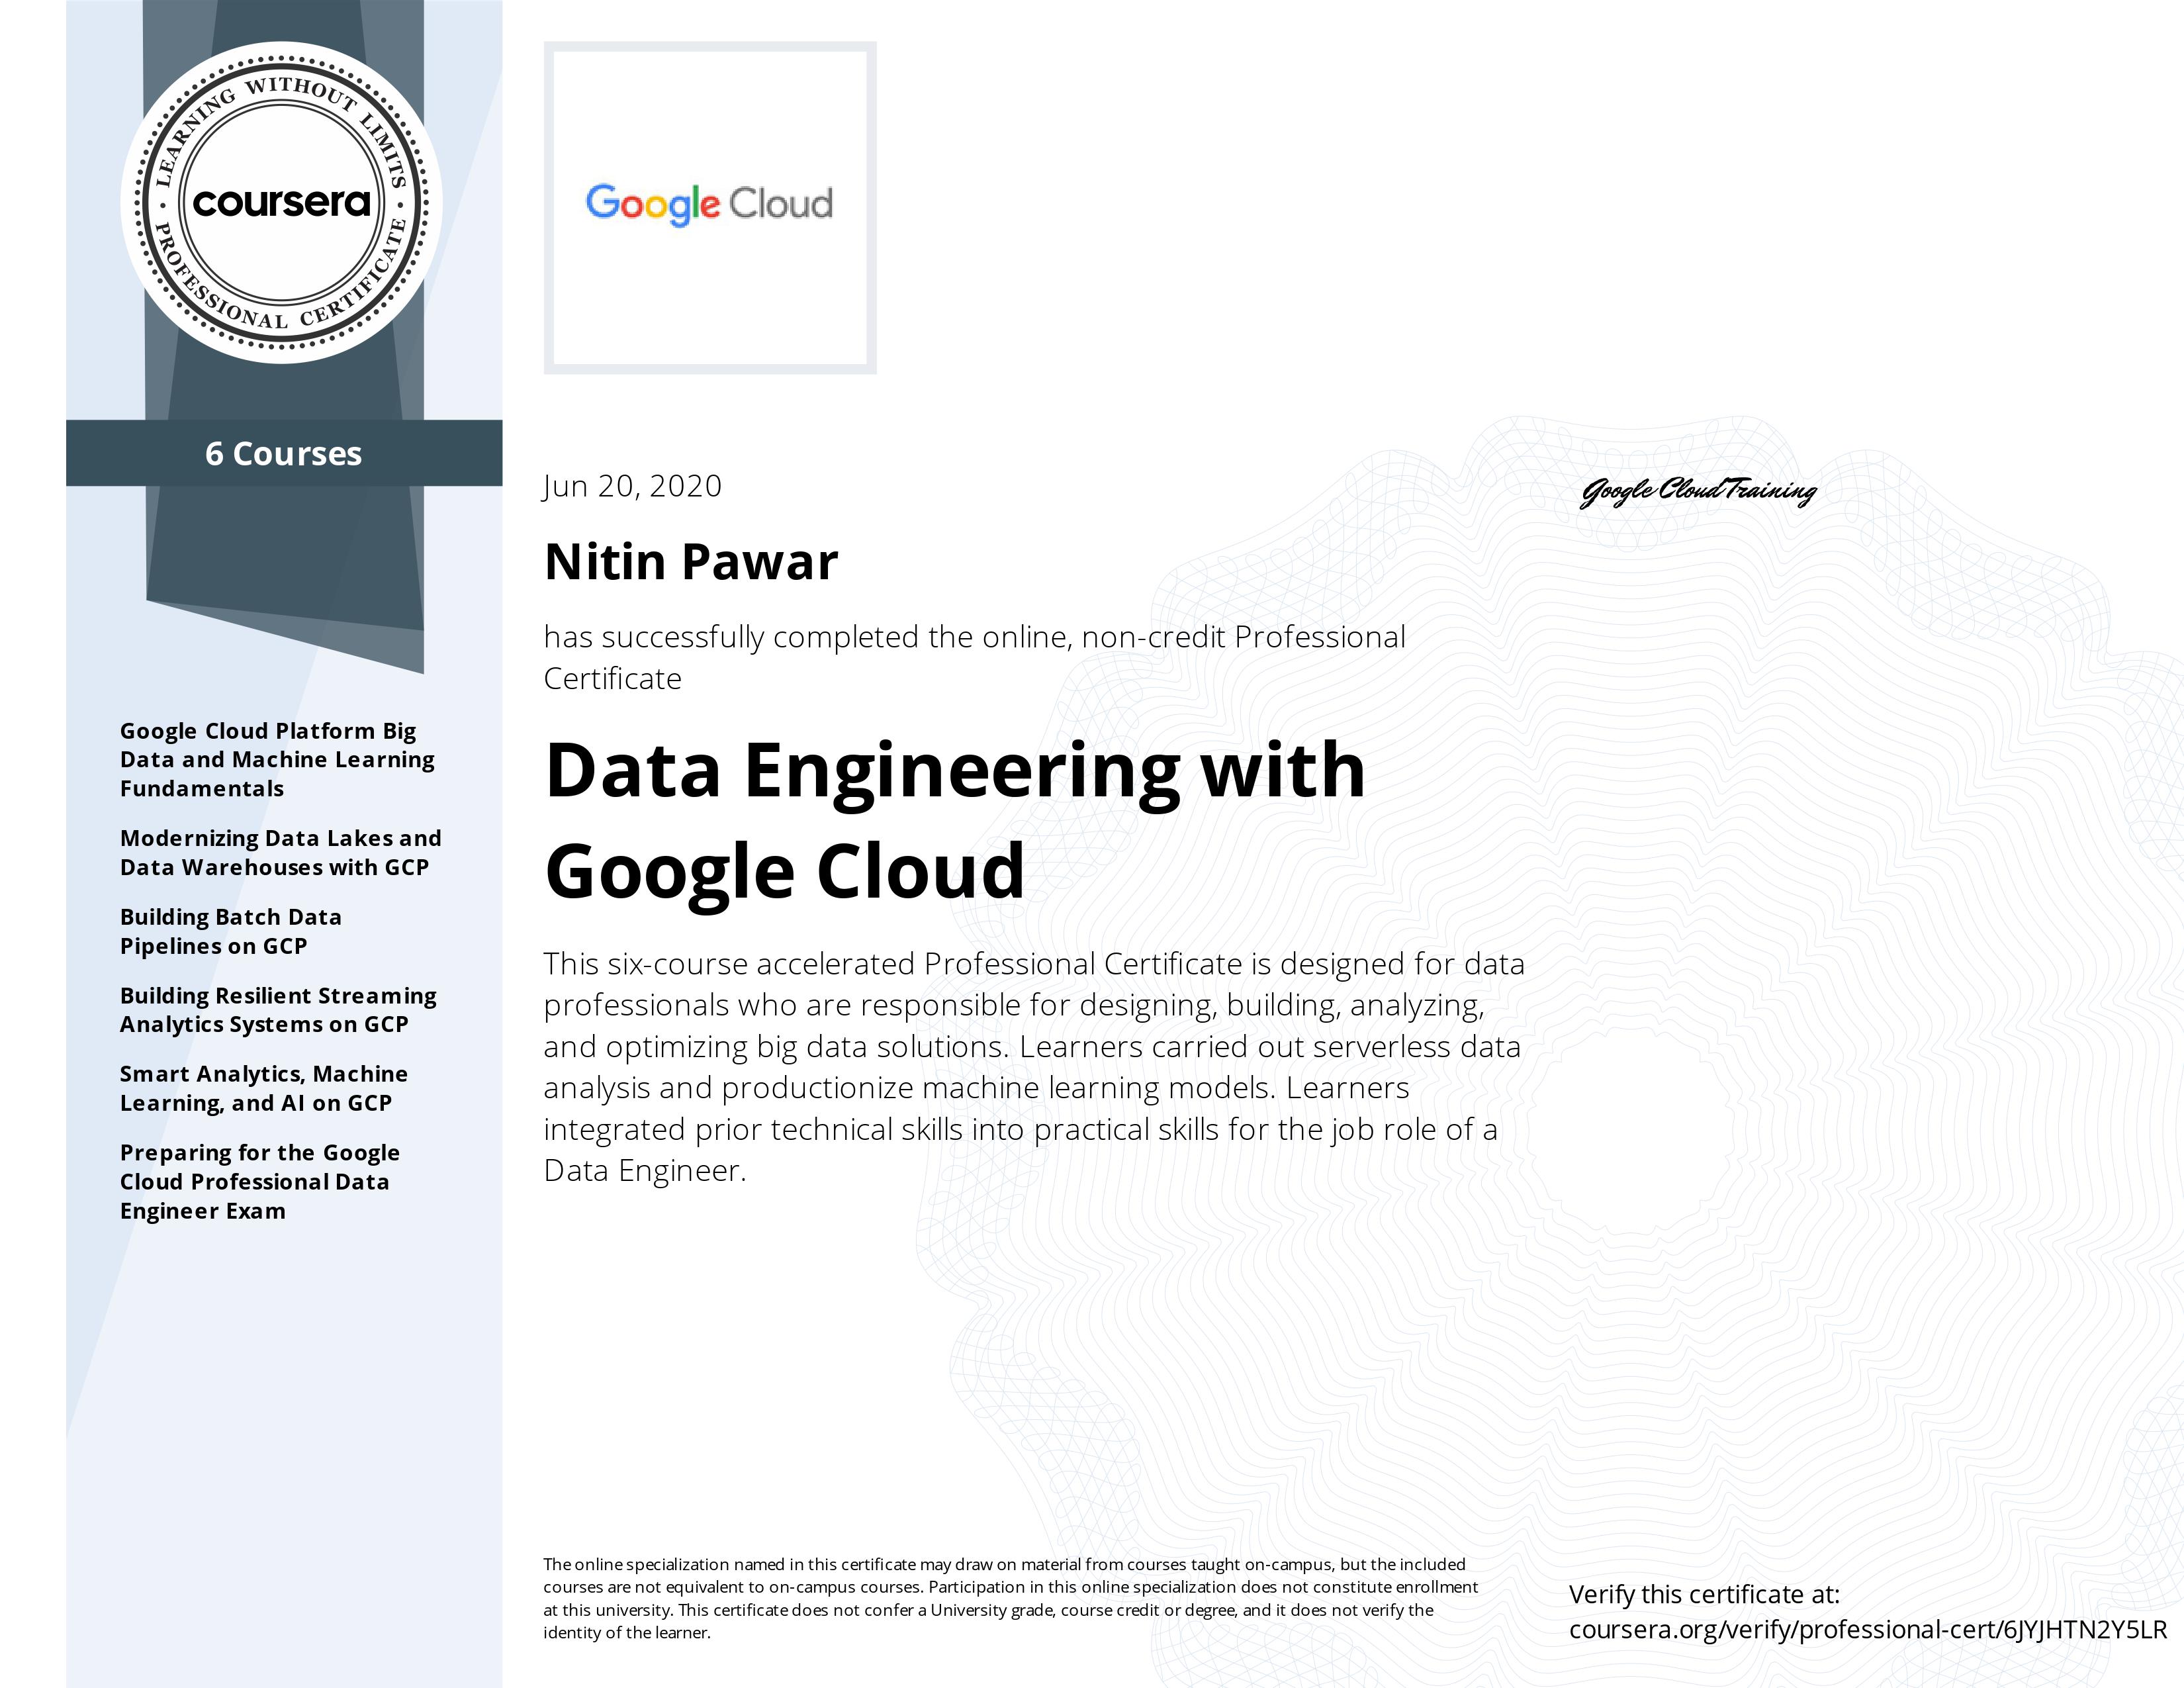 LEARNING WITHOUT LIMITS
coursera
PROFESSIONAL CERTIFICATE
6 Courses
Google Cloud Platform Big
Data and Machine Learning
Fundamentals
Modernizing Data Lakes and
Data Warehouses with GCP
Building Batch Data
Pipelines on GCP
Building Resilient Streaming
Analytics Systems on GCP
Smart Analytics, Machine
Learning, and AI on GCP
Preparing for the Google
Cloud Professional Data
Engineer Exam
Google Cloud
Jun 20, 2020
Nitin Pawar
has successfully completed the online, non-credit Professional
Certificate
Data Engineering with
Google Cloud
This six-course accelerated Professional Certificate is designed for data
professionals who are responsible for designing, building, analyzing,
and optimizing big data solutions. Learners carried out serverless data
analysis and productionize machine learning models. Learners
integrated prior technical skills into practical skills for the job role of a
Data Engineer.
Google Cloud Training
The online specialization named in this certificate may draw on material from courses taught on-campus, but the included
courses are not equivalent to on-campus courses. Participation in this online specialization does not constitute enrollment
at this university. This certificate does not confer a University grade, course credit or degree, and it does not verify the
identity of the learner.
Verify this certificate at:
coursera.org/verify/professional-cert/6JYJHTN2Y5LR